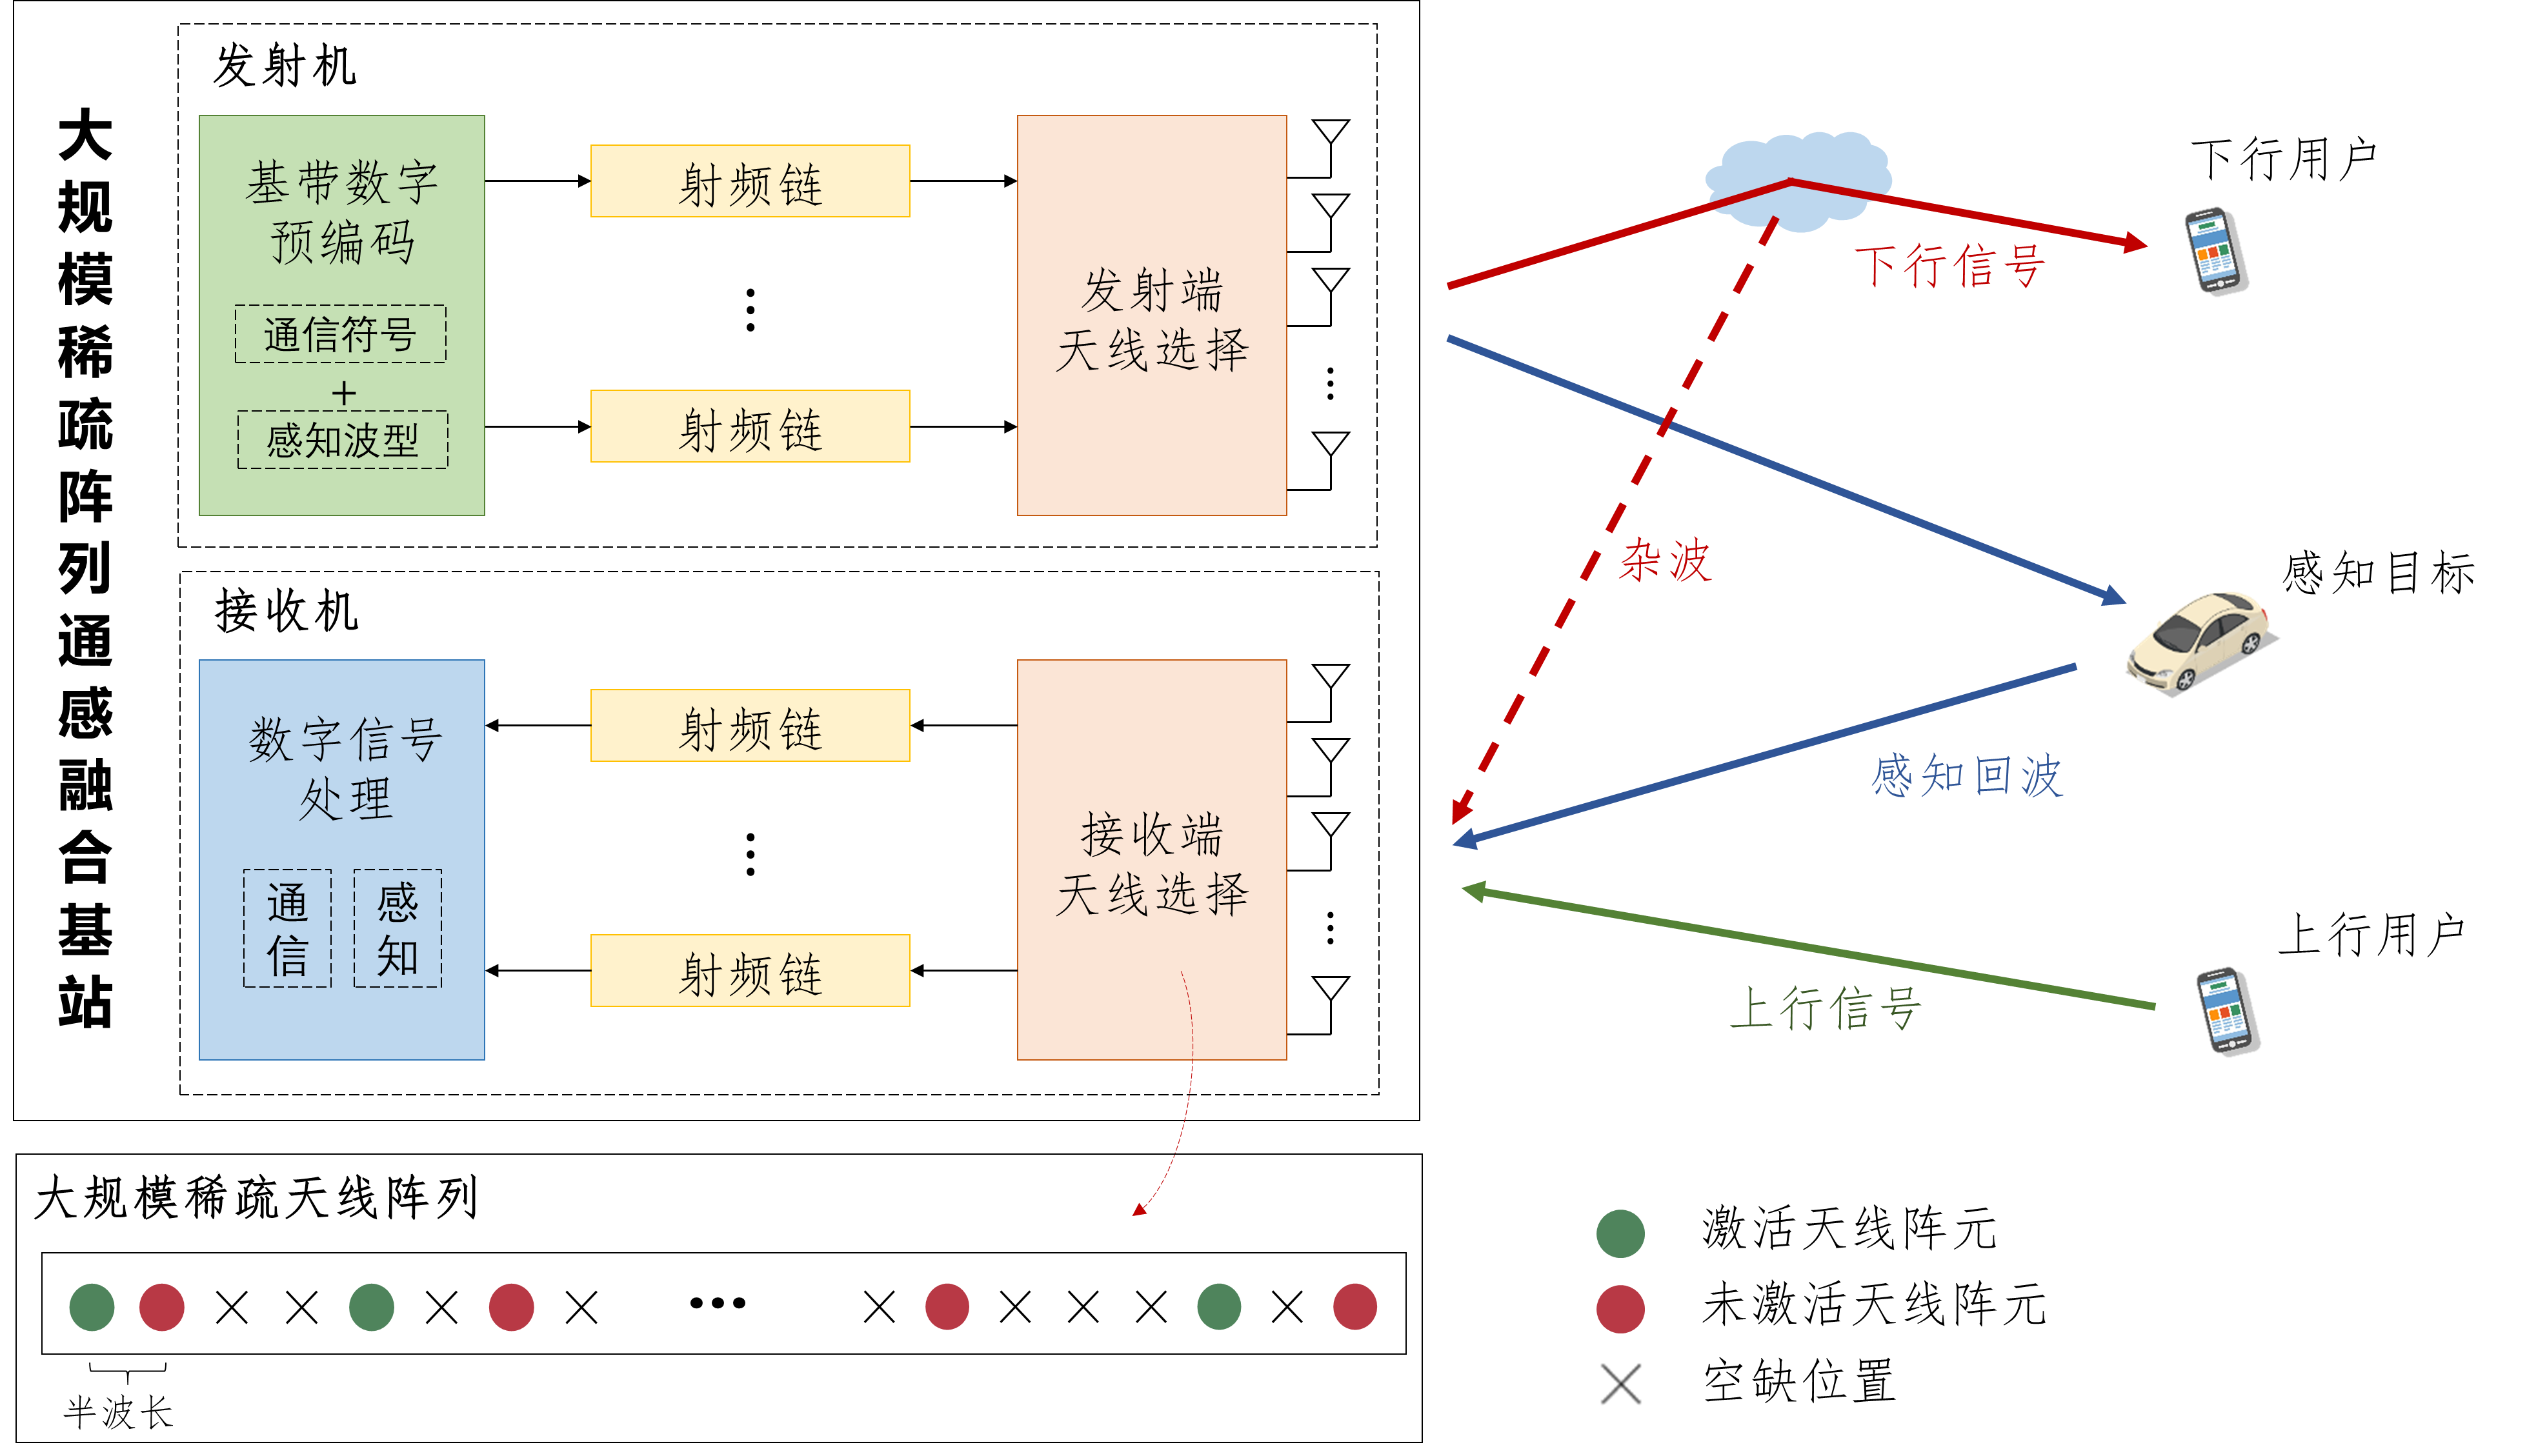 大规模稀疏阵列通感融合基站
发射机
基带数字
预编码
通信符号
+
感知波型
射频链
射频链
发射端
天线选择
接收机
数字信号
处理
通信
感知
射频链
射频链
接收端
天线选择
下行用户
下行信号
杂波
感知目标
感知回波
上行用户
上行信号
大规模稀疏天线阵列
半波长
激活天线阵元
未激活天线阵元
空缺位置